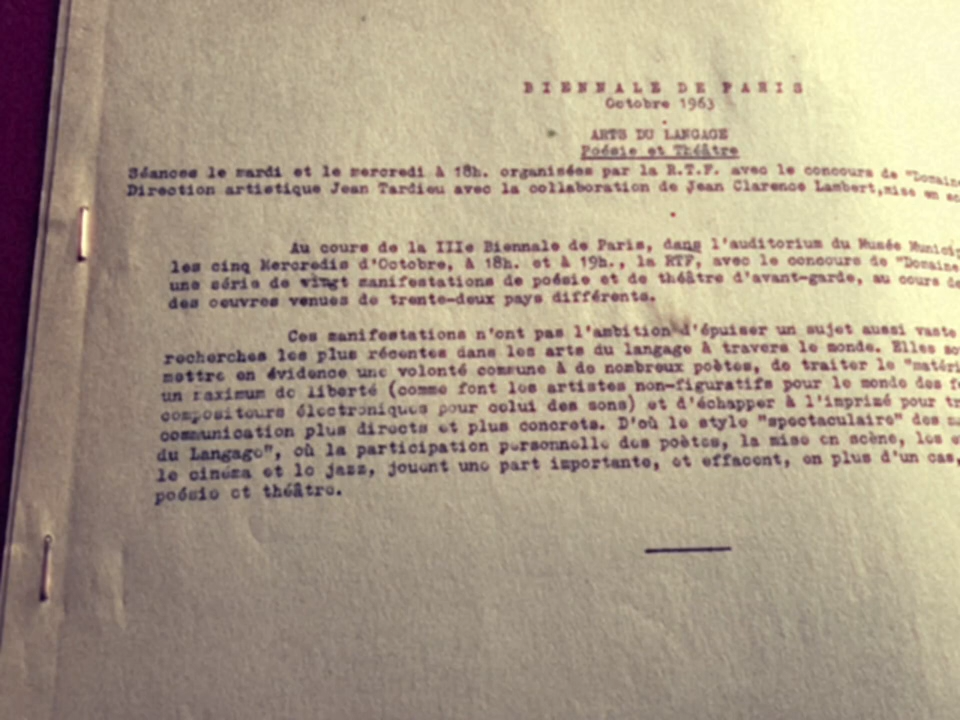 BIENNALE DE PARIS
Octobre 1963
ARTS DU LANGAGE
Poésie et Théâtre
Séances le mardi et le mercredi à 18h. organisées par la R.T.F. avec le concours de "Domaine
Direction artistique Jean Tardieu avec la collaboration de Jean Clarence Lambert, mise en
Au cours de la IIIe Biennale de Paris, dans l'auditorium du Musée
les cinq Mercredis d'Octobre, à 18h. et à 19h., la RTF, avec le concours de "Domaine
une série de vingt manifestations de poésie et de théâtre d'avant-garde, au cours
des oeuvres venues de trente-deux pays différents.
Ces manifestations n'ont pas l'ambition d'épuiser un sujet aussi vaste
recherches les plus récentes dans les arts du langage à travers le monde. Elles
mettre en évidence une volonté commune à de nombreux poètes, de traiter le
un maximum de liberté (comme font les artistes non-figuratifs pour le monde des
compositeurs électroniques pour celui des sons) et d'échapper à l'imprimé pour
communication plus directs et plus concrets. D'où le style "spectaculaire" des
du Langage", où la participation personnelle des poètes, la mise en scène, les
le cinéma et le jazz, jouent une part importante, et effacent, en plus d'un cas,
poésie et théâtre.